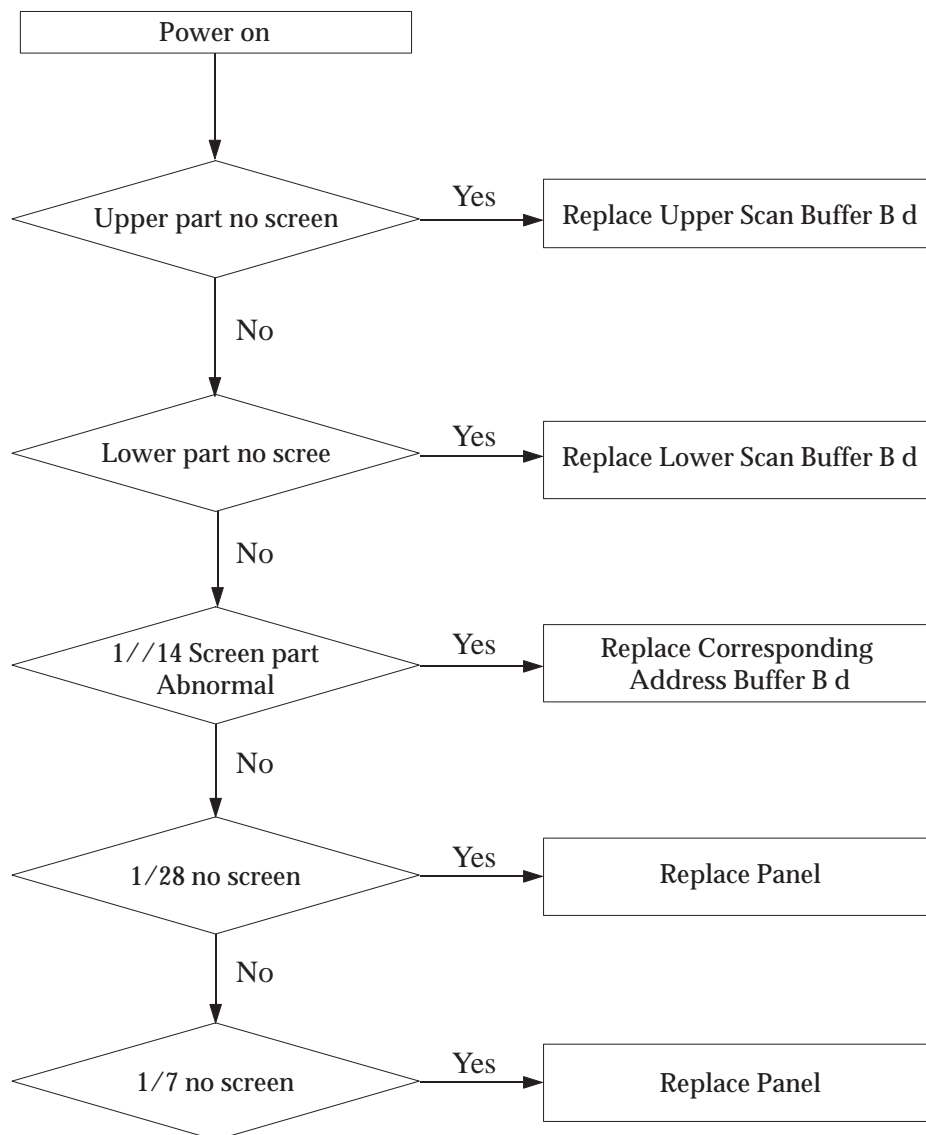 Power on
Upper part no screen
Yes
Replace Upper Scan Buffer B d
No
Lower part no scree
Yes
Replace Lower Scan Buffer B d
No
1//14 Screen part
Abnormal
Yes
Replace Corresponding
Address Buffer B d
No
1/28 no screen
Yes
Replace Panel
No
1/7 no screen
Yes
Replace Panel